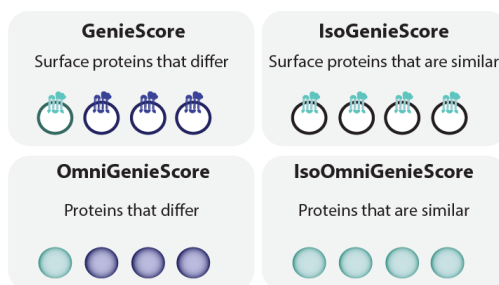 GenieScore
Surface proteins that differ
IsoGenieScore
Surface proteins that are similar
OmniGenieScore
Proteins that differ
IsoOmniGenieScore
Proteins that are similar